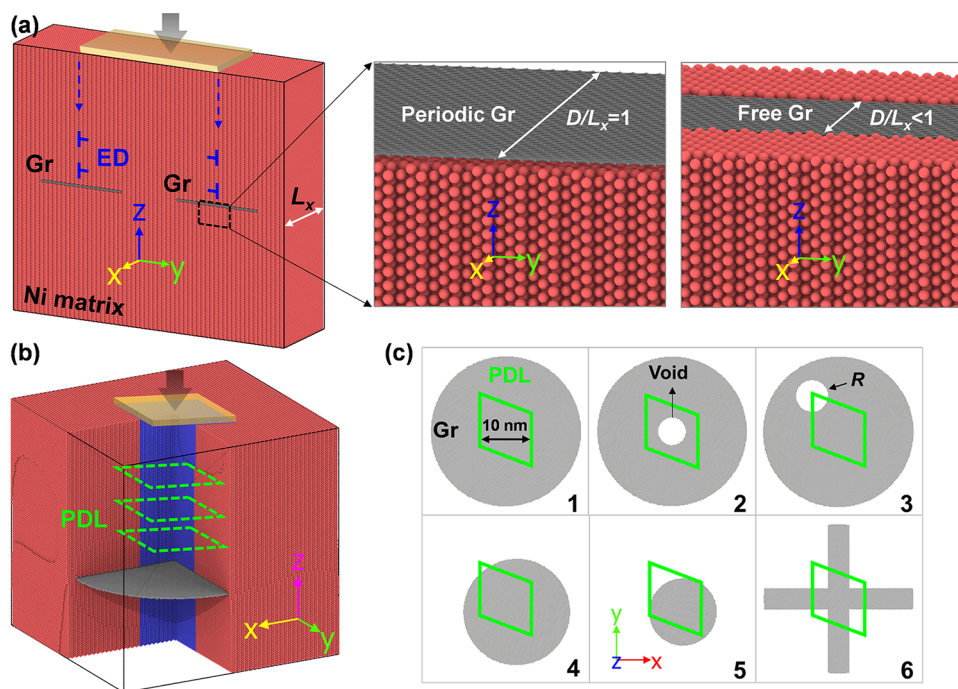 (a)
Gr
ED
Gr
Lx
z
x
y
Ni matrix
Periodic Gr
D/Lx=1
z
x
y
Free Gr
D/Lx<1
z
x
y
(b)
PDL
z
x
y
(c)
PDL
Gr
10 nm
1
Void
2
R
3
4
y
z
x
5
6